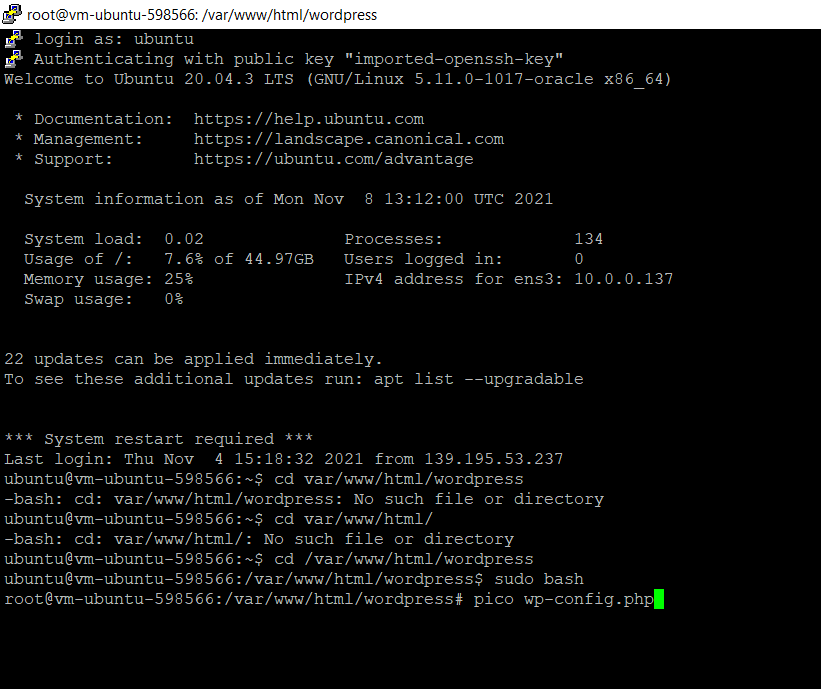 root@vm-ubuntu-598566: /var/www/html/wordpress
login as: ubuntu
Authenticating with public key "imported-openssh-key"
Welcome to Ubuntu 20.04.3 LTS (GNU/Linux 5.11.0-1017-oracle x86_64)
* Documentation:  https://help.ubuntu.com
* Management:     https://landscape.canonical.com
* Support:        https://ubuntu.com/advantage
System information as of Mon Nov  8 13:12:00 UTC 2021
System load:  0.02              Processes:             134
Usage of /:   7.6% of 44.97GB   Users logged in:       0
Memory usage: 25%               IPv4 address for ens3: 10.0.0.137
Swap usage:   0%
22 updates can be applied immediately.
To see these additional updates run: apt list --upgradable
*** System restart required ***
Last login: Thu Nov  4 15:18:32 2021 from 139.195.53.237
ubuntu@vm-ubuntu-598566:~$ cd var/www/html/wordpress
-bash: cd: var/www/html/wordpress: No such file or directory
ubuntu@vm-ubuntu-598566:~$ cd var/www/html/
-bash: cd: var/www/html/: No such file or directory
ubuntu@vm-ubuntu-598566:~$ cd /var/www/html/wordpress
ubuntu@vm-ubuntu-598566:/var/www/html/wordpress$ sudo bash
root@vm-ubuntu-598566:/var/www/html/wordpress# pico wp-config.php